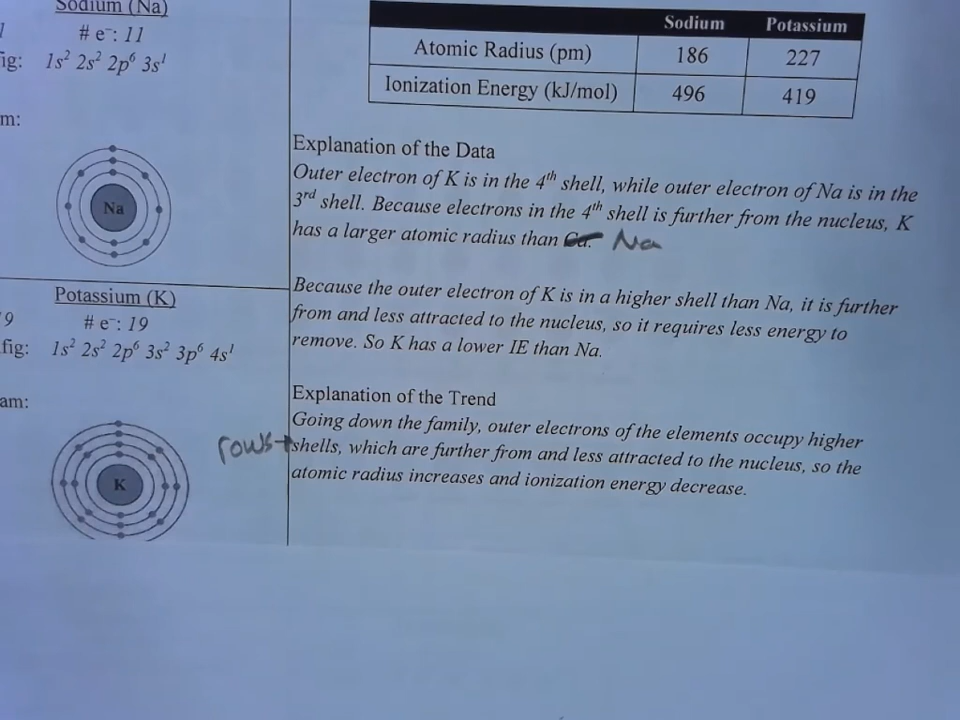 Sodium (Na)
# e⁻: 11
ig: 1s² 2s² 2p⁶ 3s¹
m:
Na
Potassium (K)
9
# e⁻: 19
fig: 1s² 2s² 2p⁶ 3s² 3p⁶ 4s¹
am:
K
Sodium Potassium
Atomic Radius (pm) 186 227
Ionization Energy (kJ/mol) 496 419
Explanation of the Data
Outer electron of K is in the 4th shell, while outer electron of Na is in the
3rd shell. Because electrons in the 4th shell is further from the nucleus, K
has a larger atomic radius than Ca. Na
Because the outer electron of K is in a higher shell than Na, it is further
from and less attracted to the nucleus, so it requires less energy to
remove. So K has a lower IE than Na.
Explanation of the Trend
Going down the family, outer electrons of the elements occupy higher
rows → shells, which are further from and less attracted to the nucleus, so the
atomic radius increases and ionization energy decrease.